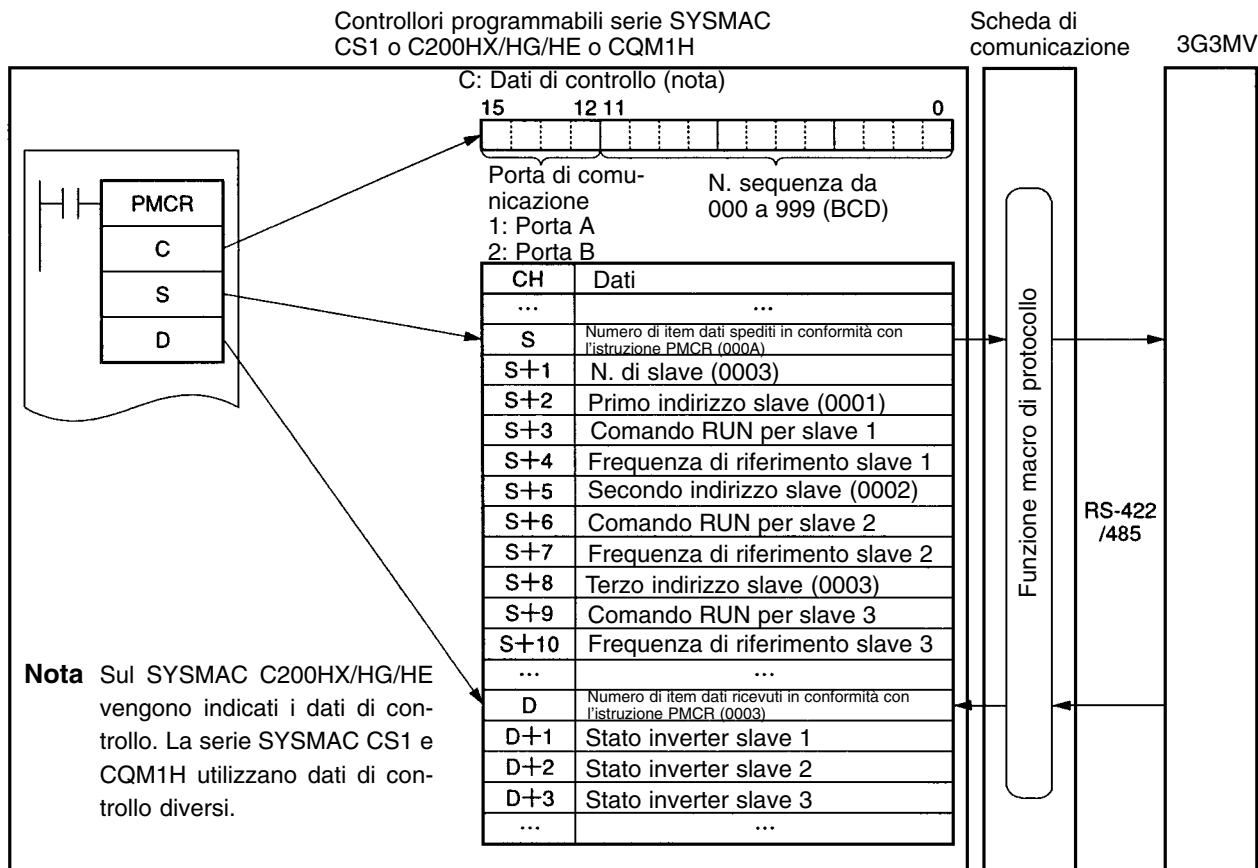 Controllori programmabili serie SYSMAC
CS1 o C200HX/HG/HE o CQM1H
Scheda di
comunicazione
3G3MV
C: Dati di controllo (nota)
15 12 11 0
Porta di comu-
nicazione
1: Porta A
2: Porta B
N. sequenza da
000 a 999 (BCD)
PMCR
C
S
D
CH Dati
... ...
S Numero di item dati spediti in conformità con
l'istruzione PMCR (000A)
S+1 N. di slave (0003)
S+2 Primo indirizzo slave (0001)
S+3 Comando RUN per slave 1
S+4 Frequenza di riferimento slave 1
S+5 Secondo indirizzo slave (0002)
S+6 Comando RUN per slave 2
S+7 Frequenza di riferimento slave 2
S+8 Terzo indirizzo slave (0003)
S+9 Comando RUN per slave 3
S+10 Frequenza di riferimento slave 3
... ...
D Numero di item dati ricevuti in conformità con
l'istruzione PMCR (0003)
D+1 Stato inverter slave 1
D+2 Stato inverter slave 2
D+3 Stato inverter slave 3
... ...
Funzione macro di protocollo
RS-422
/485
Nota Sul SYSMAC C200HX/HG/HE
vengono indicati i dati di con-
trollo. La serie SYSMAC CS1 e
CQM1H utilizzano dati di con-
trollo diversi.